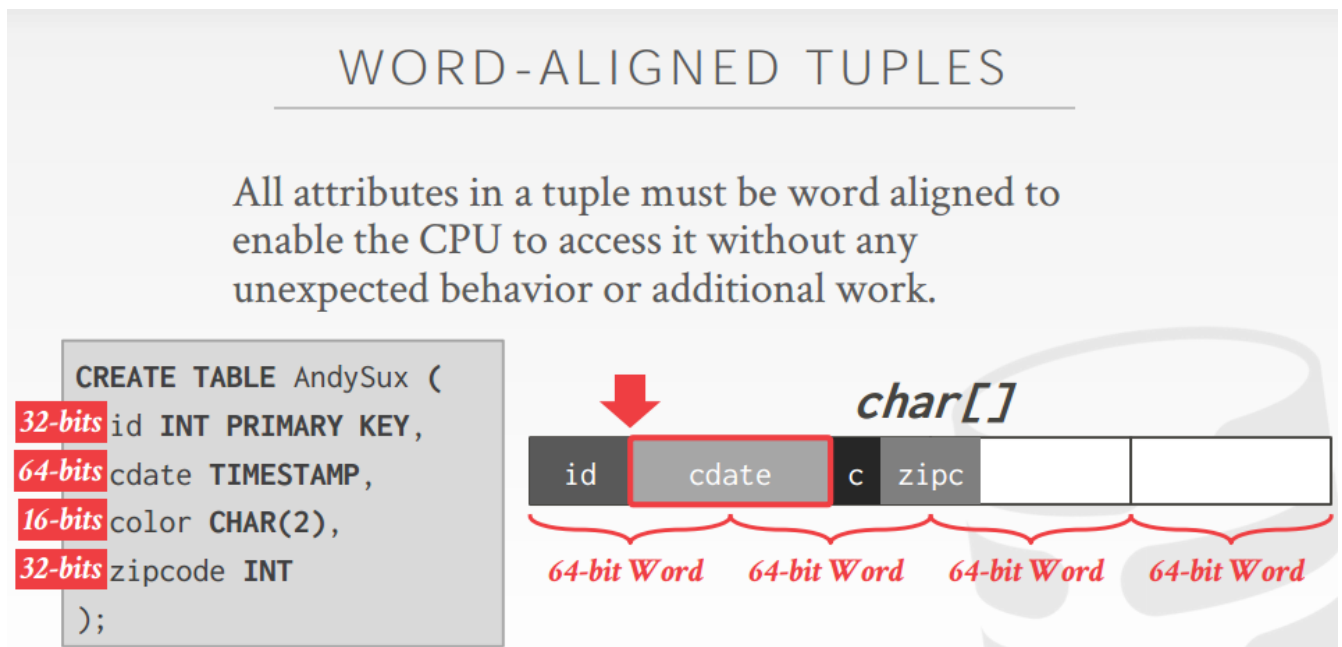 WORD-ALIGNED TUPLES
All attributes in a tuple must be word aligned to
enable the CPU to access it without any
unexpected behavior or additional work.
CREATE TABLE AndySux (
32-bits id INT PRIMARY KEY,
64-bits cdate TIMESTAMP,
16-bits color CHAR(2),
32-bits zipcode INT
);
char[]
id cdate c zipc
64-bit Word 64-bit Word 64-bit Word 64-bit Word